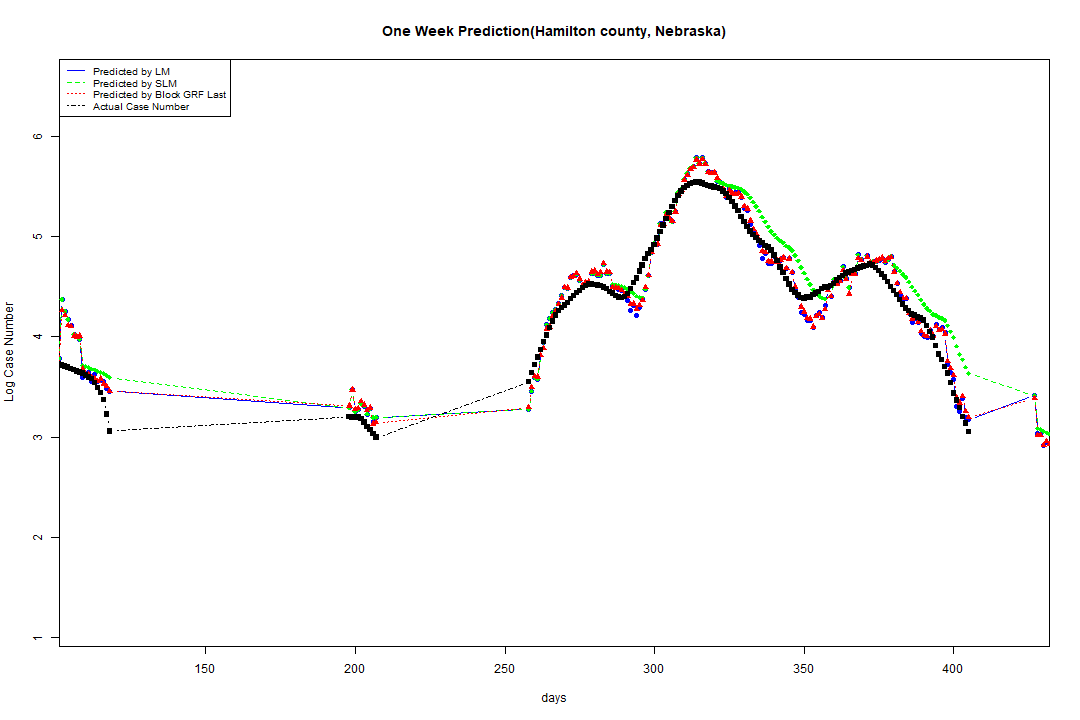 One Week Prediction(Hamilton county, Nebraska)
Predicted by LM
Predicted by SLM
Predicted by Block GRF Last
Actual Case Number
Log Case Number
6
5
4
3
2
1
150 200 250 300 350 400
days